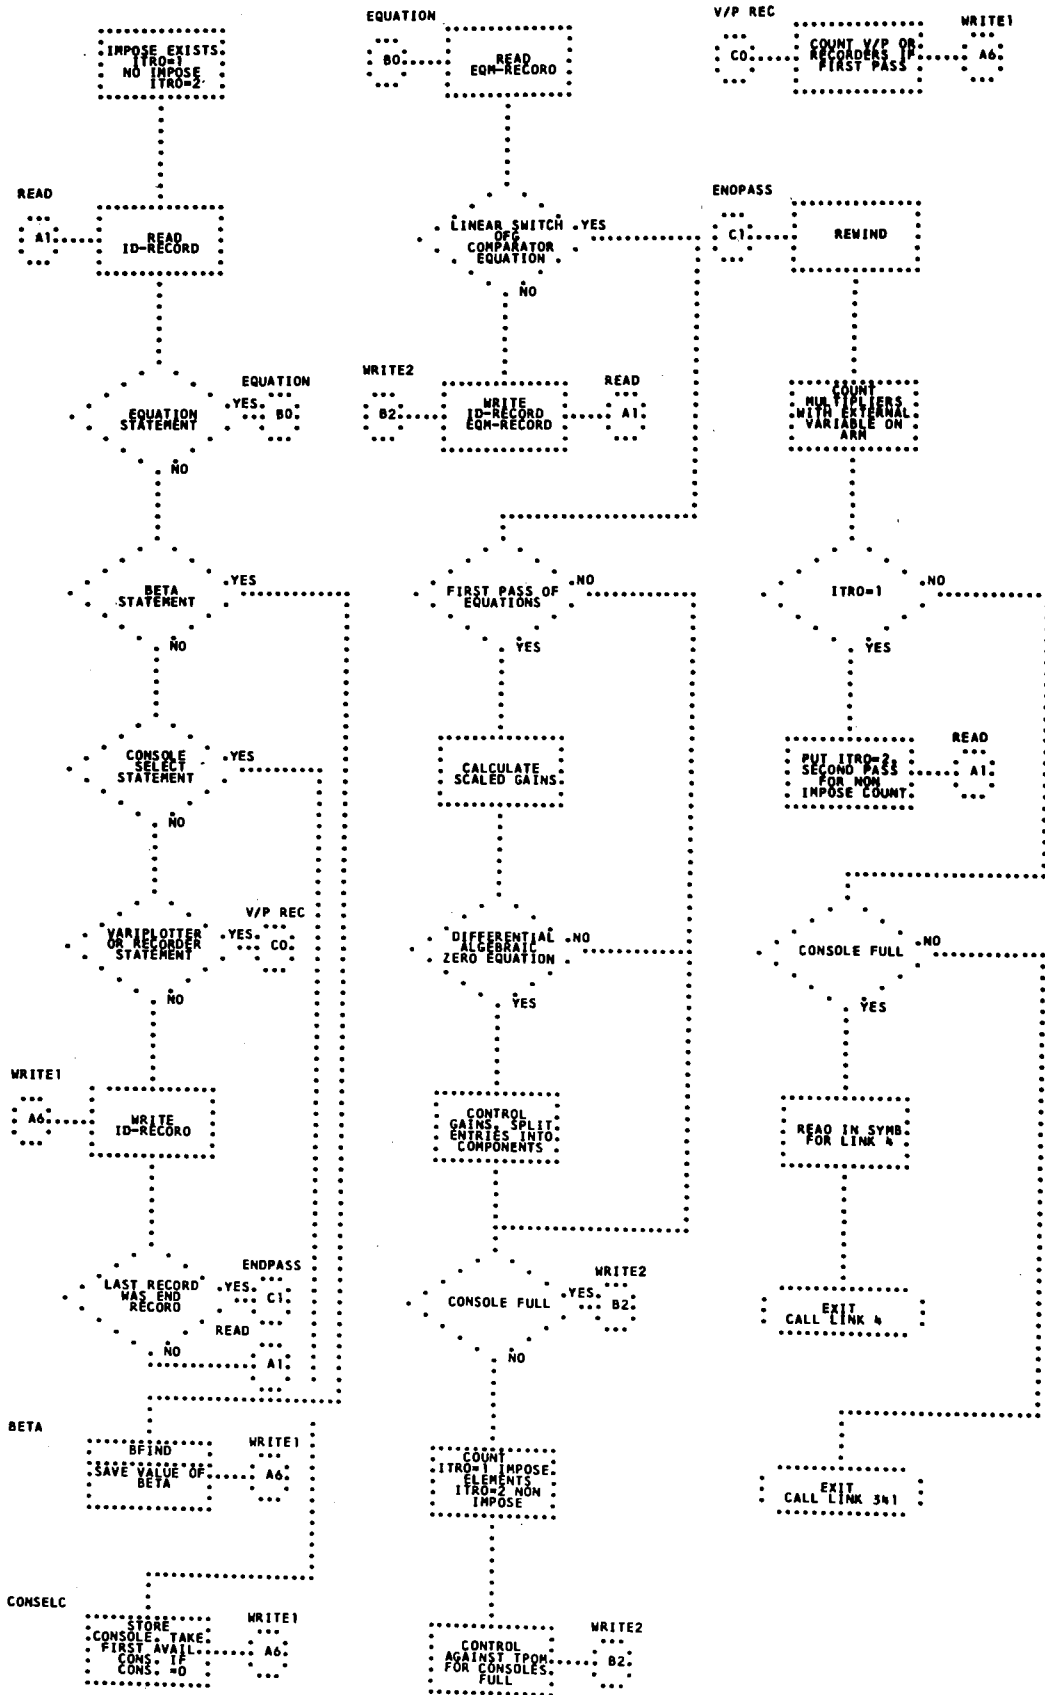 IMPOSE EXISTS
ITRO=1
NO IMPOSE
ITRO=2
READ
A1
READ
ID-RECORD
EQUATION
STATEMENT
YES
EQUATION
B0
NO
BETA
STATEMENT
YES
NO
CONSOLE
SELECT
STATEMENT
YES
NO
VARIPLOTTER
OR RECORDER
STATEMENT
YES
V/P REC
C0
NO
WRITE1
A6
WRITE
ID-RECORD
LAST RECORD
WAS END
RECORD
YES
ENDPASS
C1
NO
READ
A1
BETA
BFIND
SAVE VALUE OF
BETA
WRITE1
A6
CONSELC
STORE
CONSOLE. TAKE
FIRST AVAIL.
CONS. IF
CONS. =0
WRITE1
A6
EQUATION
B0
READ
EQM-RECORD
LINEAR SWITCH
DFG
COMPARATOR
EQUATION
YES
NO
WRITE2
B2
WRITE
ID-RECORD
EQM-RECORD
READ
A1
FIRST PASS OF
EQUATIONS
NO
YES
CALCULATE
SCALED GAINS
DIFFERENTIAL
ALGEBRAIC
ZERO EQUATION
NO
YES
CONTROL
GAINS, SPLIT
ENTRIES INTO
COMPONENTS
CONSOLE FULL
YES
WRITE2
B2
NO
COUNT
ITRO=1 IMPOSE
ELEMENTS
ITRO=2 NON
IMPOSE
CONTROL
AGAINST TPOM
FOR CONSOLES
FULL
WRITE2
B2
V/P REC
C0
COUNT V/P OR
RECORDERS IF
FIRST PASS
WRITE1
A6
ENDPASS
C1
REWIND
COUNT
MULTIPLIERS
WITH EXTERNAL
VARIABLE ON
ARM
ITRO=1
NO
YES
PUT ITRO=2,
SECOND PASS
FOR NON
IMPOSE COUNT
READ
A1
CONSOLE FULL
NO
YES
READ IN SYMB
FOR LINK 4
EXIT
CALL LINK 4
EXIT
CALL LINK 341